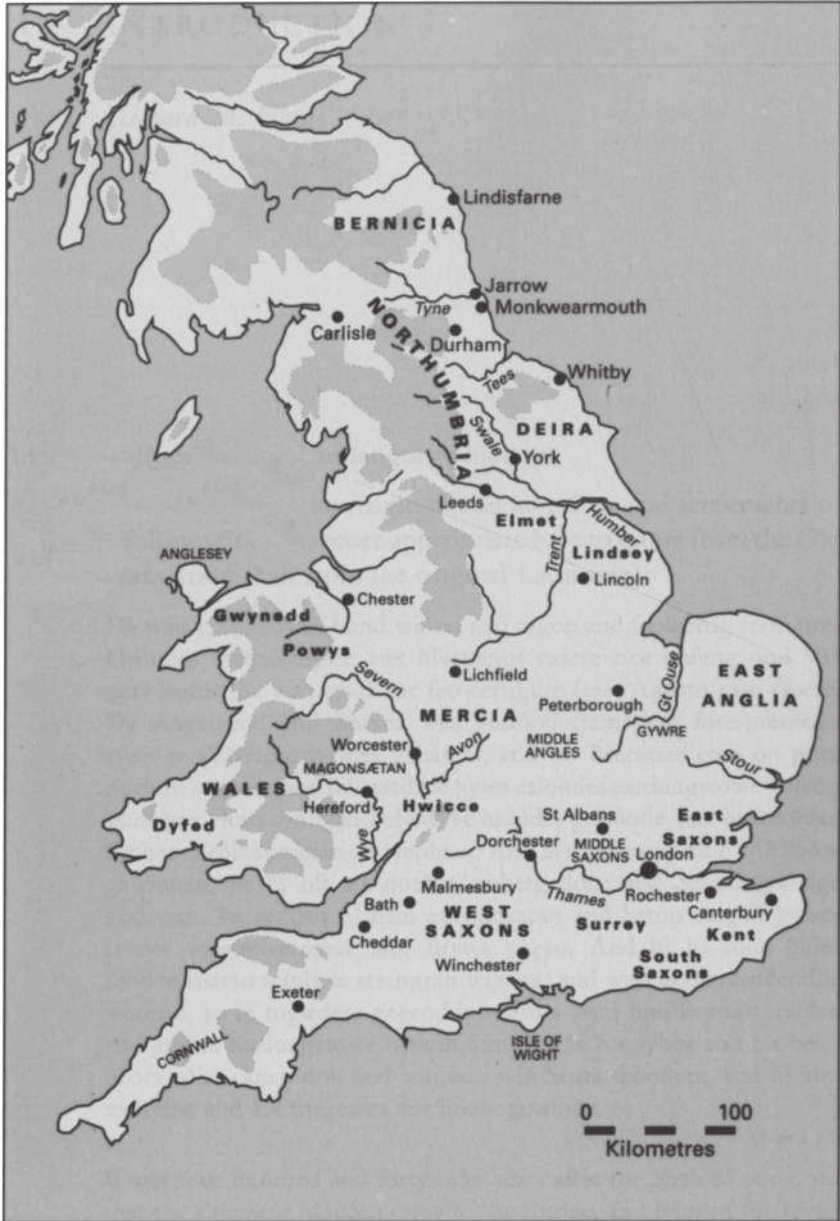 INTRODUCTION
Lindisfarne
BERNICIA
Jarrow
Monkwearmouth
Tyne
Carlisle
Durham
NORTHUMBRIA
Whitby
Tees
DEIRA
Swale
York
Leeds
Elmet
Humber
Trent
Lindsey
Lincoln
ANGLESEY
Chester
Gwynedd
Powys
Lichfield
EAST
ANGLIA
Gt Ouse
Peterborough
Severn
MERCIA
MIDDLE
ANGLES
GYWRE
Avon
Worcester
Stour
MAGONSÆTAN
WALES
Hereford
Hwicce
Dyfed
Wye
St Albans
East
Saxons
Dorchester
MIDDLE
SAXONS
London
Malmesbury
Thames
Rochester
Bath
Canterbury
WEST
SAXONS
Surrey
Kent
Cheddar
South
Saxons
Winchester
Exeter
ISLE OF
WIGHT
CORNWALL
0 100
Kilometres